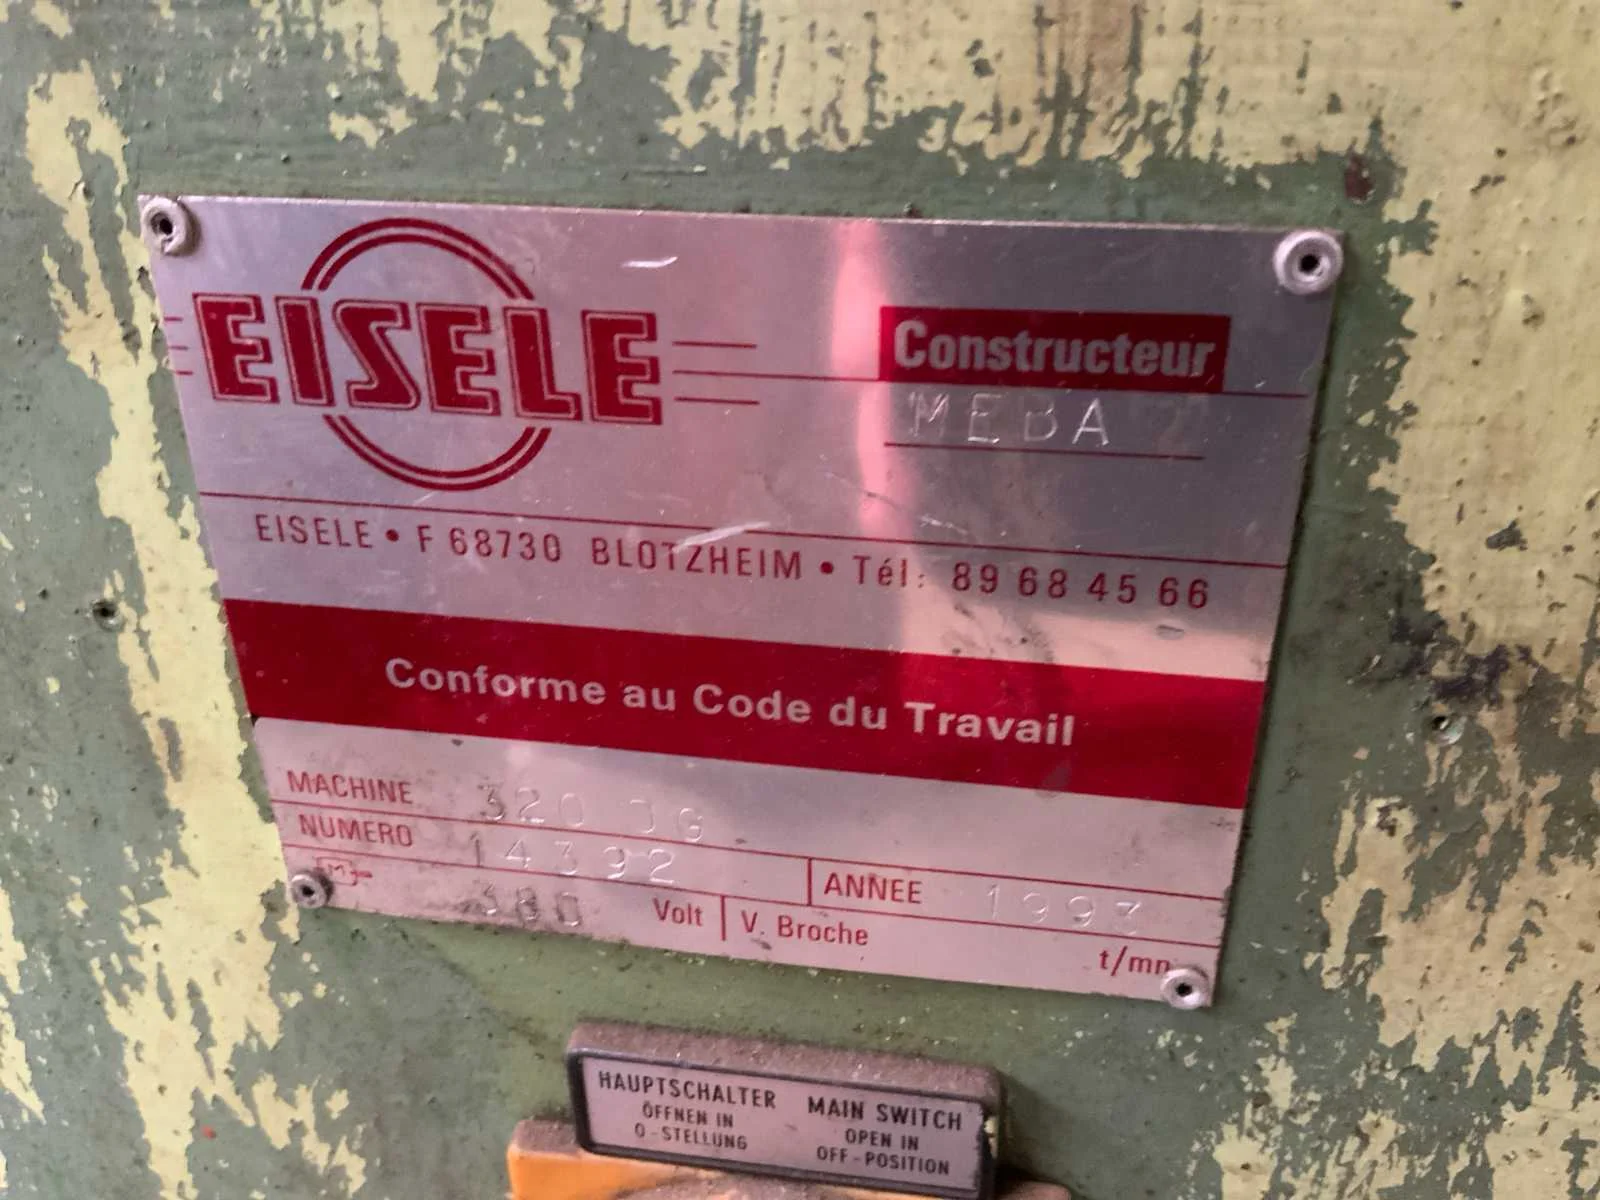 EISELE
Constructeur
MEBA
EISELE • F 68730 BLOTZHEIM • Tél: 89 68 45 66
Conforme au Code du Travail
MACHINE 320 DG
NUMERO 14392
ANNEE 1993
M
380 Volt
V. Broche t/mn
HAUPTSCHALTER
ÖFFNEN IN
0-STELLUNG
MAIN SWITCH
OPEN IN
OFF-POSITION